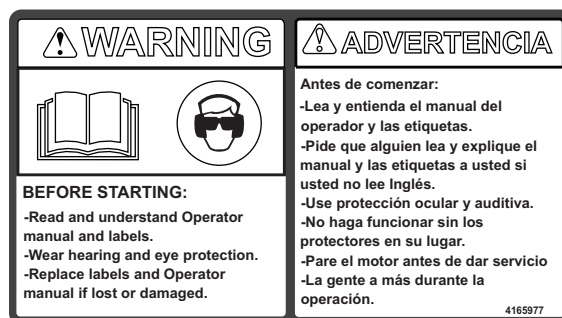 WARNING
BEFORE STARTING:
-Read and understand Operator
manual and labels.
-Wear hearing and eye protection.
-Replace labels and Operator
manual if lost or damaged.
ADVERTENCIA
Antes de comenzar:
-Lea y entienda el manual del
operador y las etiquetas.
-Pide que alguien lea y explique el
manual y las etiquetas a usted si
usted no lee Inglés.
-Use protección ocular y auditiva.
-No haga funcionar sin los
protectores en su lugar.
-Pare el motor antes de dar servicio
-La gente a más durante la
operación.
4165977